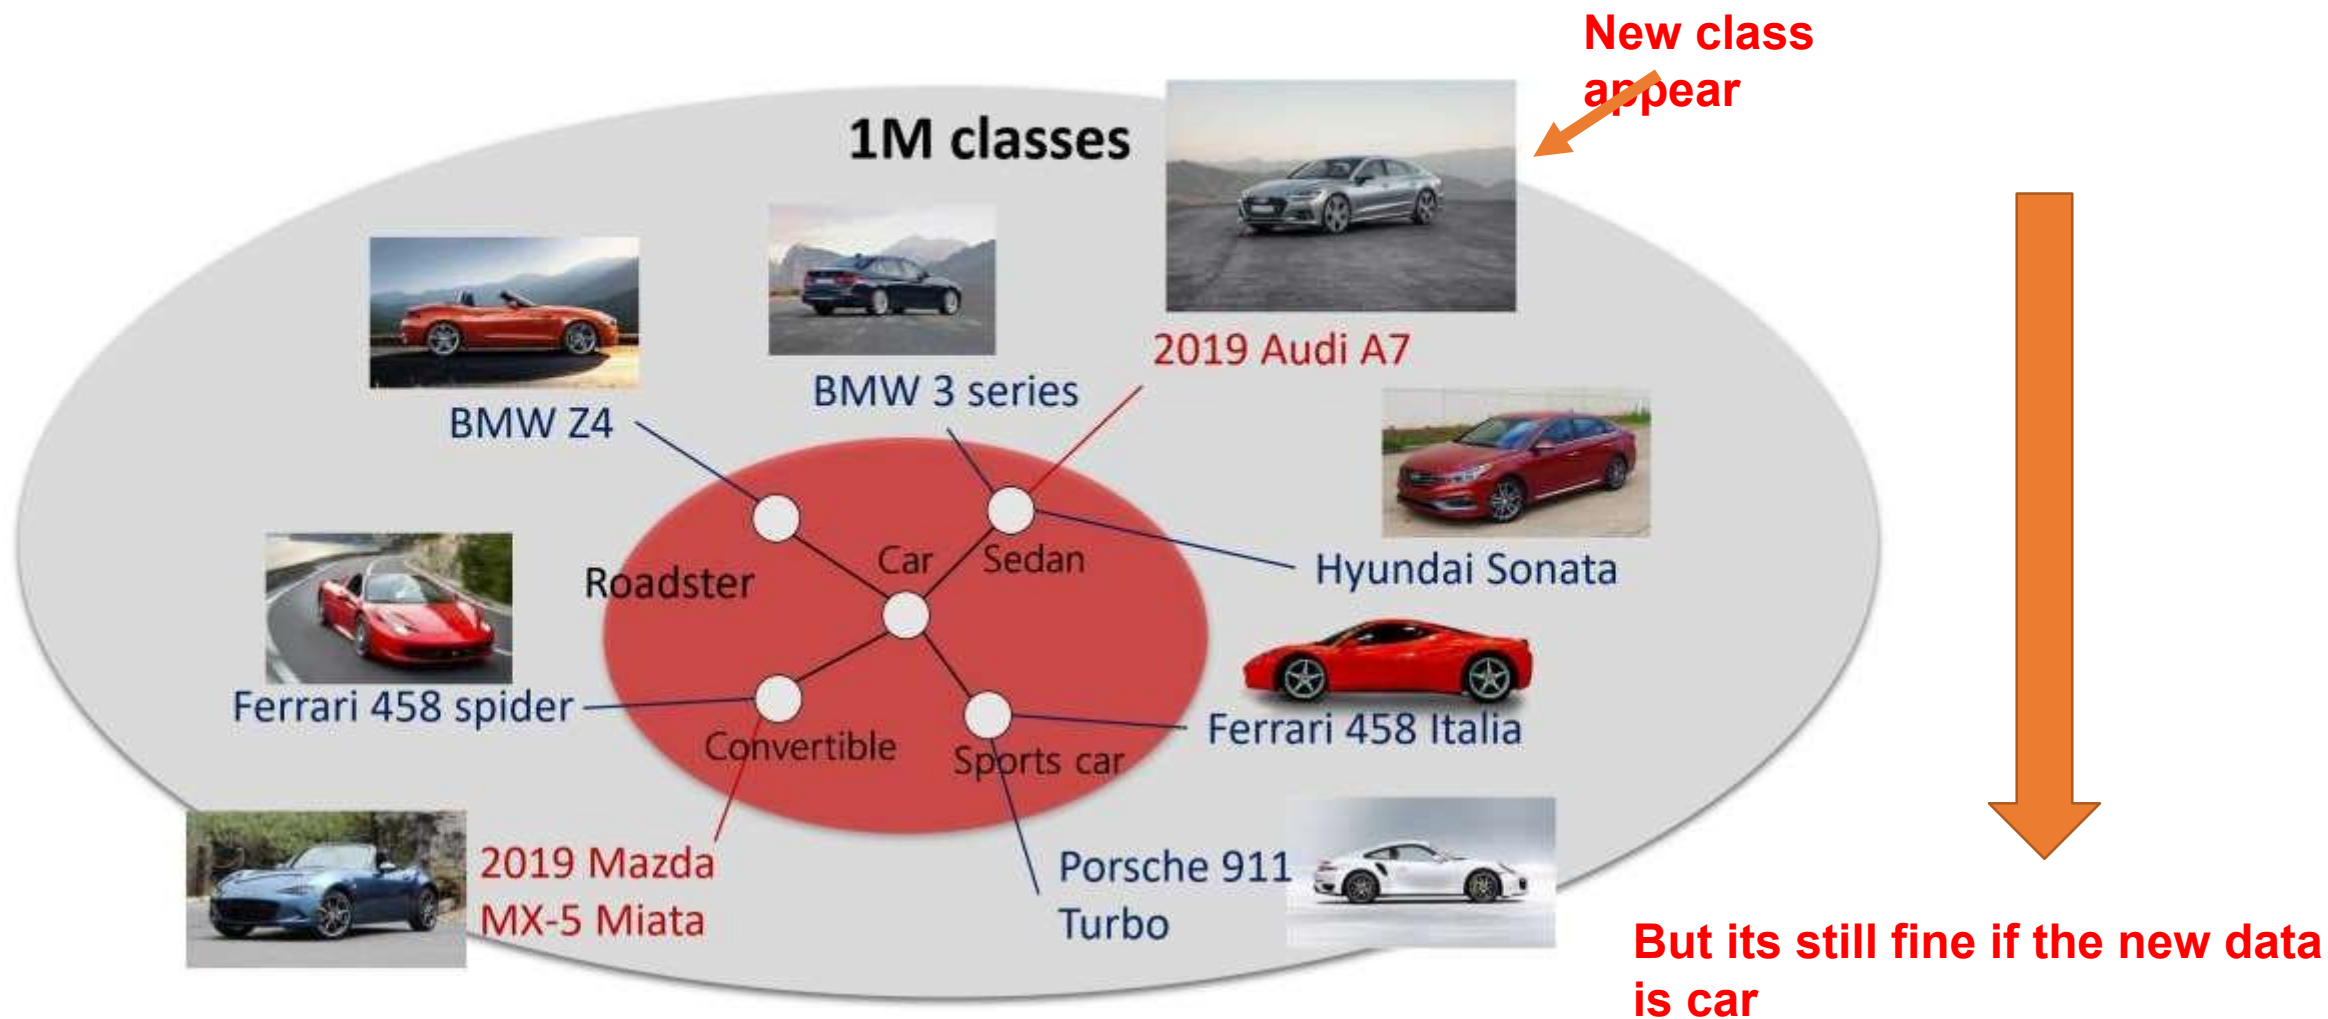 New class
appear
1M classes
2019 Audi A7
BMW 3 series
BMW Z4
Hyundai Sonata
Car
Sedan
Roadster
Ferrari 458 spider
Ferrari 458 Italia
Convertible
Sports car
2019 Mazda
MX-5 Miata
Porsche 911
Turbo
But its still fine if the new data
is car